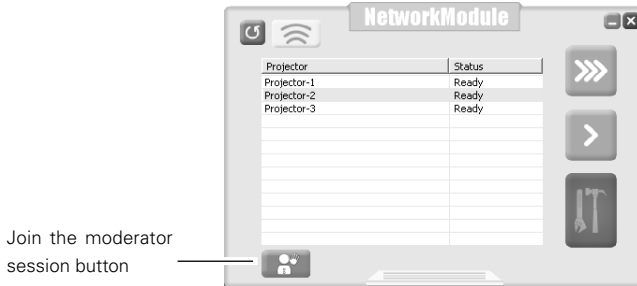 NetworkModule
Projector Status
Projector-1 Ready
Projector-2 Ready
Projector-3 Ready
Join the moderator
session button